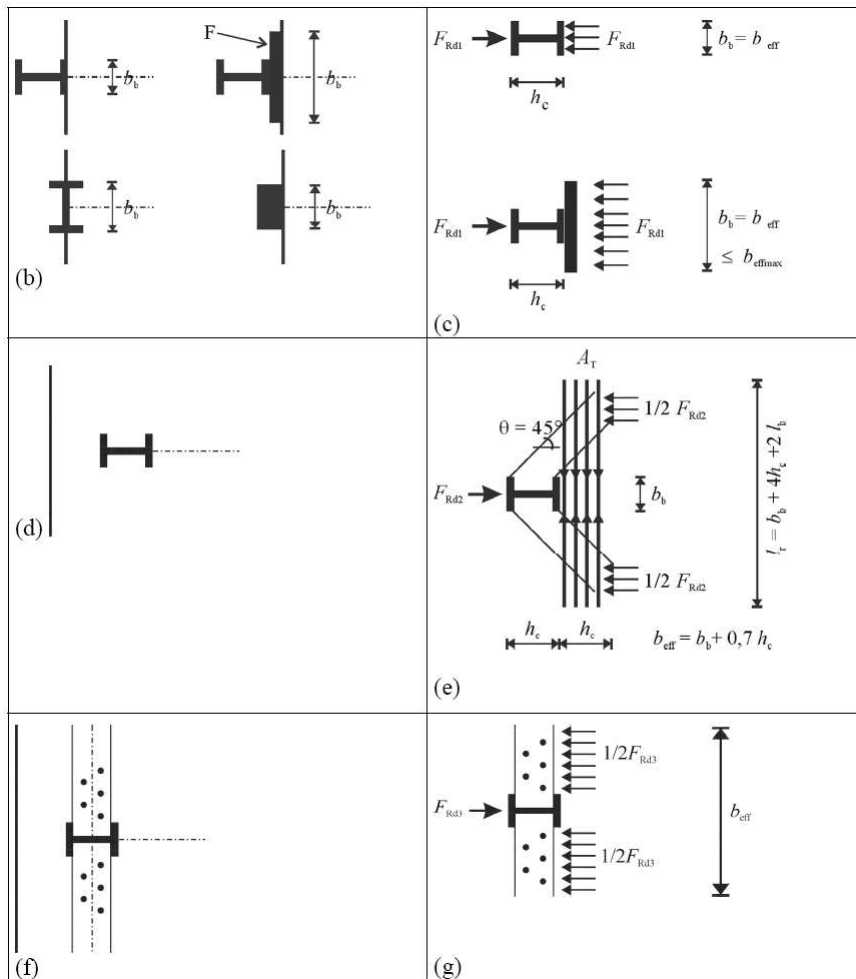 F
b_b
b_b
b_b
b_b
(b)
F_Rd1
F_Rd1
b_b = b_eff
h_c
F_Rd1
F_Rd1
b_b = b_eff
≤ b_effmax
h_c
(c)
(d)
A_T
1/2 F_Rd2
θ = 45°
F_Rd2
b_b
l_T = b_b + 4h_c + 2 l_b
1/2 F_Rd2
h_c
h_c
b_eff = b_b + 0,7 h_c
(e)
(f)
1/2F_Rd3
F_Rd3
b_eff
1/2F_Rd3
(g)